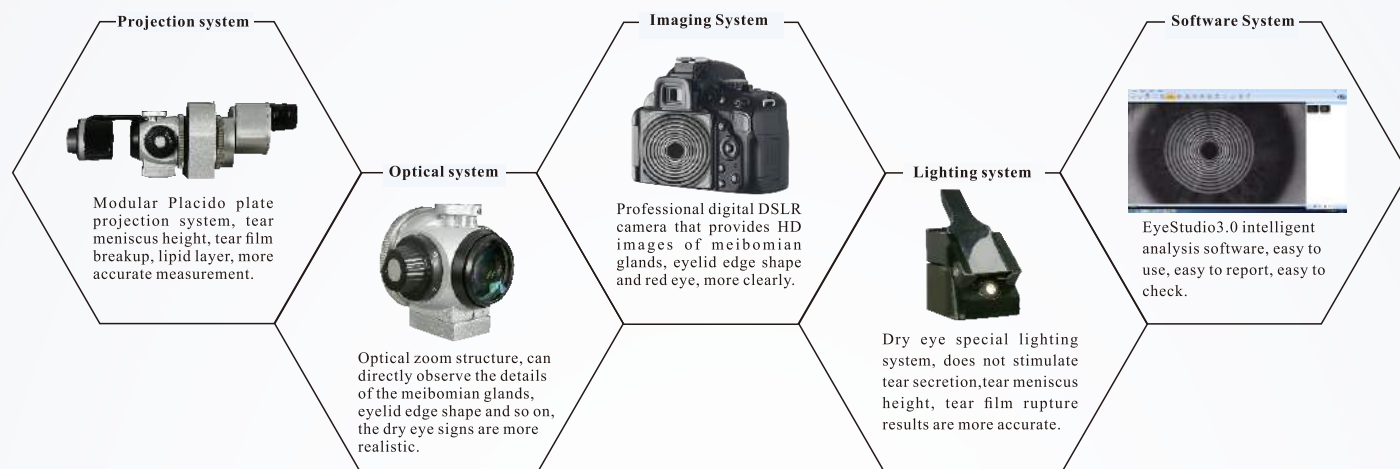 Projection system
Modular Placido plate
projection system, tear
meniscus height, tear film
breakup, lipid layer, more
accurate measurement.
Optical system
Optical zoom structure, can
directly observe the details
of the meibomian glands,
eyelid edge shape and so on,
the dry eye signs are more
realistic.
Imaging System
Professional digital DSLR
camera that provides HD
images of meibomian
glands, eyelid edge shape
and red eye, more clearly.
Lighting system
Dry eye special lighting
system, does not stimulate
tear secretion,tear meniscus
height, tear film rupture
results are more accurate.
Software System
EyeStudio3.0 intelligent
analysis software, easy to
use, easy to report, easy to
check.